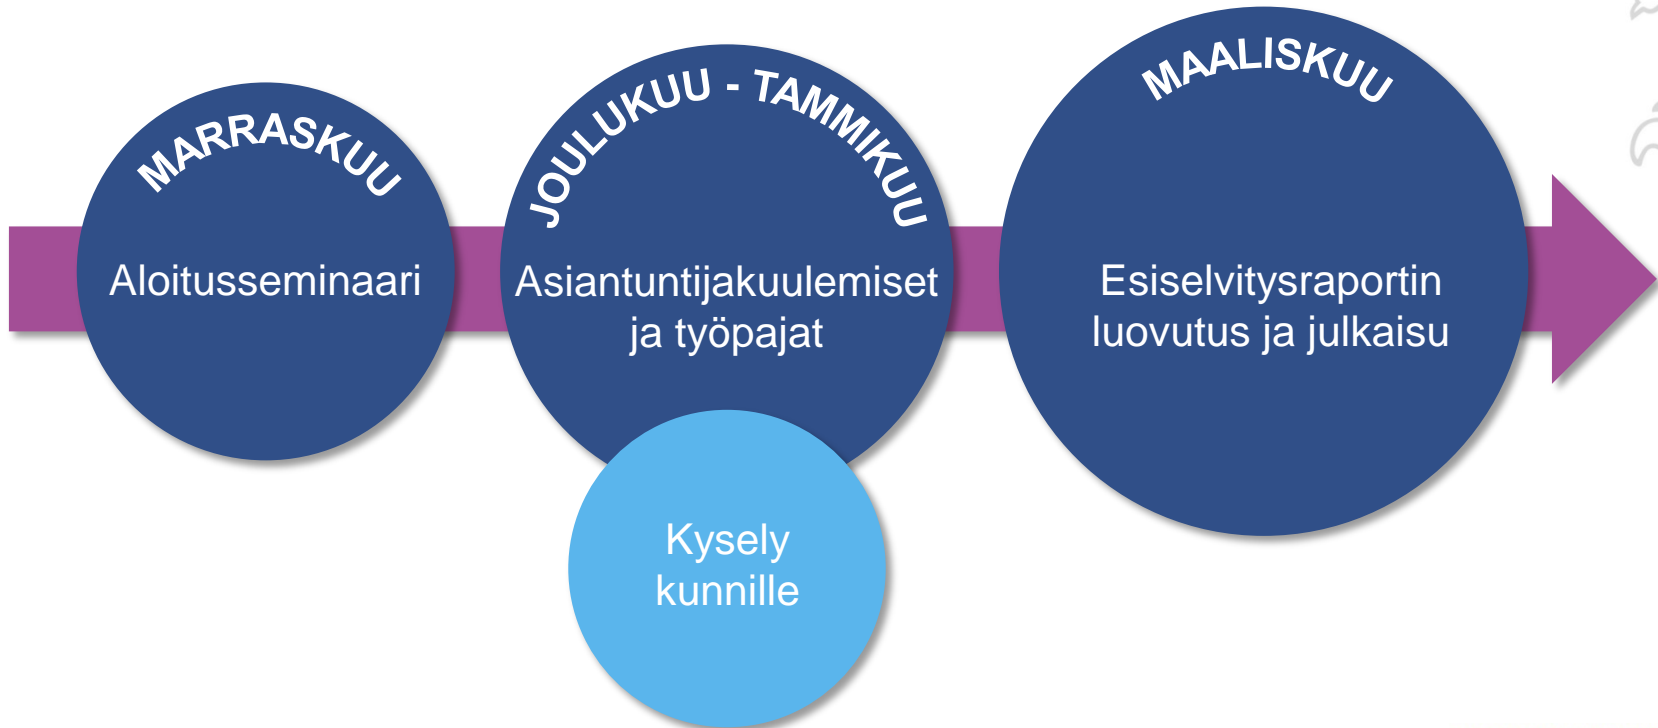 MARRASKUU
Aloitusseminaari
JOULUKUU - TAMMIKUU
Asiantuntijakuulemiset
ja työpajat
Kysely
kunnille
MAALISKUU
Esiselvitysraportin
luovutus ja julkaisu